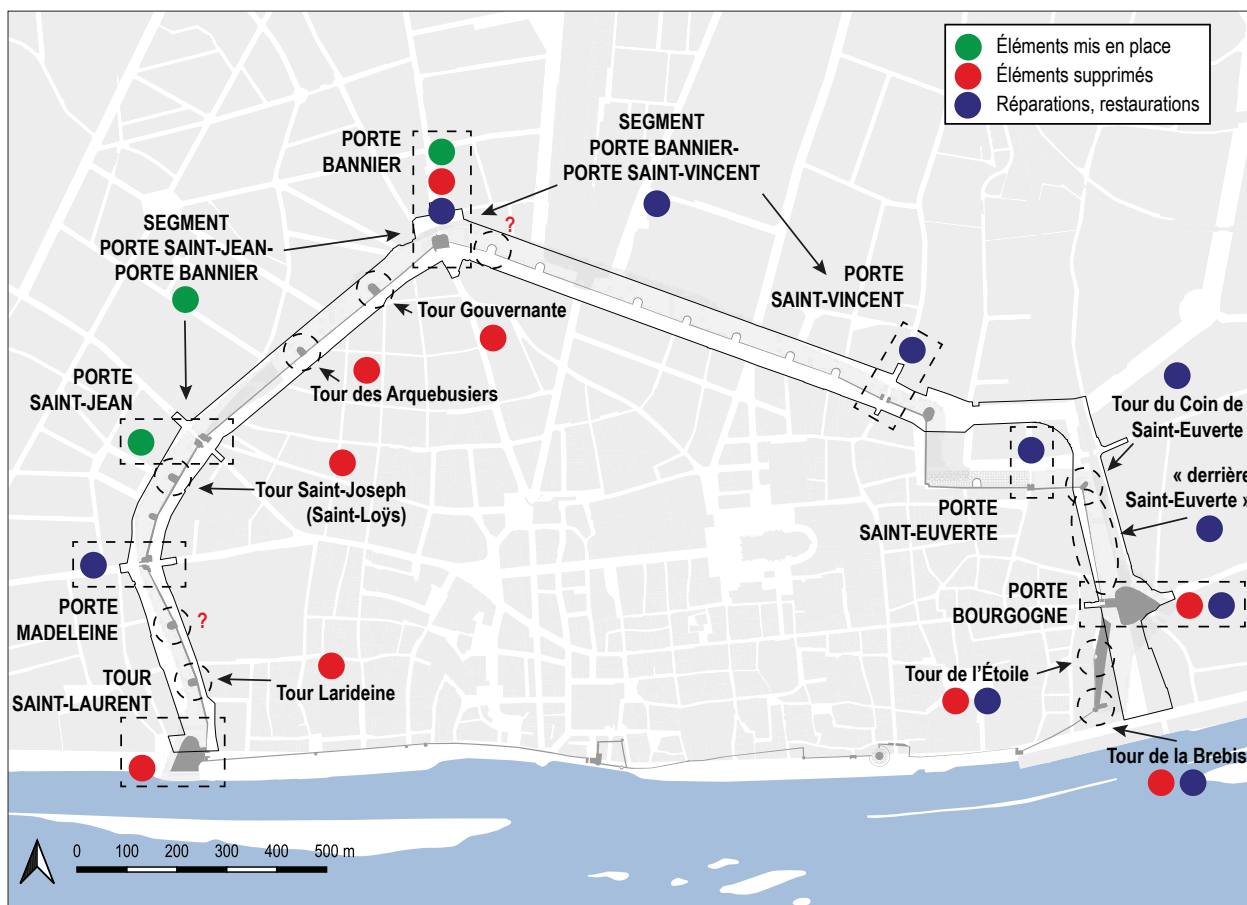 Éléments mis en place
Éléments supprimés
Réparations, restaurations
PORTE
BANNIER
SEGMENT
PORTE BANNIER-
PORTE SAINT-VINCENT
?
SEGMENT
PORTE SAINT-JEAN-
PORTE BANNIER
PORTE
SAINT-VINCENT
Tour Gouvernante
Tour des Arquebusiers
PORTE
SAINT-JEAN
Tour du Coin de
Saint-Euverte
Tour Saint-Joseph
(Saint-Loÿs)
« derrière
Saint-Euverte »
PORTE
SAINT-EUVERTE
PORTE
MADELEINE
?
PORTE
BOURGOGNE
TOUR
SAINT-LAURENT
Tour Larideine
Tour de l'Étoile
Tour de la Brebis
0 100 200 300 400 500 m